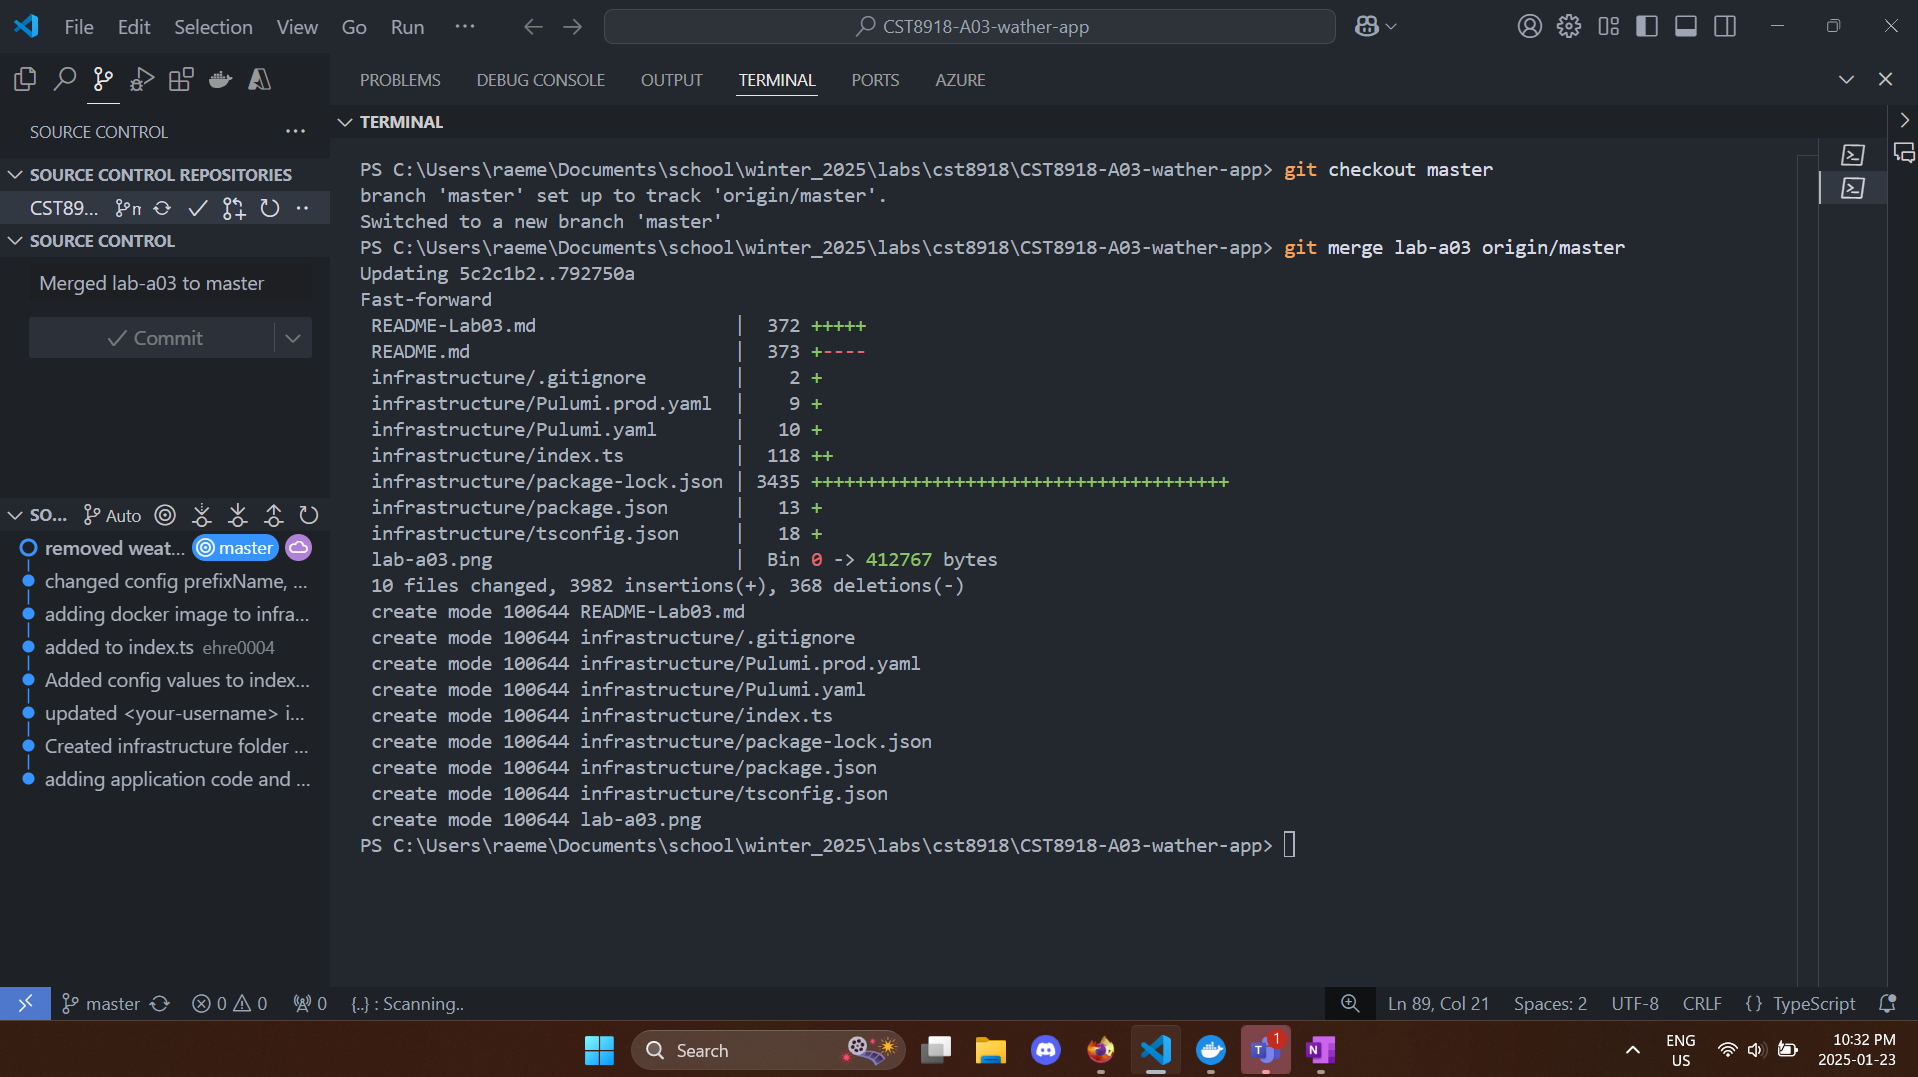 File Edit Selection View Go Run ··· CST8918-A03-wather-app
PROBLEMS DEBUG CONSOLE OUTPUT TERMINAL PORTS AZURE
SOURCE CONTROL ···
SOURCE CONTROL REPOSITORIES
CST89...
SOURCE CONTROL
Merged lab-a03 to master
Commit
SO... Auto
removed weat... master
changed config prefixName, ...
adding docker image to infra...
added to index.ts ehre0004
Added config values to index...
updated <your-username> i...
Created infrastructure folder ...
adding application code and ...
TERMINAL
PS C:\Users\raeme\Documents\school\winter_2025\labs\cst8918\CST8918-A03-wather-app> git checkout master
branch 'master' set up to track 'origin/master'.
Switched to a new branch 'master'
PS C:\Users\raeme\Documents\school\winter_2025\labs\cst8918\CST8918-A03-wather-app> git merge lab-a03 origin/master
Updating 5c2c1b2..792750a
Fast-forward
README-Lab03.md | 372 +++++
README.md | 373 +----
infrastructure/.gitignore | 2 +
infrastructure/Pulumi.prod.yaml | 9 +
infrastructure/Pulumi.yaml | 10 +
infrastructure/index.ts | 118 ++
infrastructure/package-lock.json | 3435 ++++++++++++++++++++++++++++++++++++++
infrastructure/package.json | 13 +
infrastructure/tsconfig.json | 18 +
lab-a03.png | Bin 0 -> 412767 bytes
10 files changed, 3982 insertions(+), 368 deletions(-)
create mode 100644 README-Lab03.md
create mode 100644 infrastructure/.gitignore
create mode 100644 infrastructure/Pulumi.prod.yaml
create mode 100644 infrastructure/Pulumi.yaml
create mode 100644 infrastructure/index.ts
create mode 100644 infrastructure/package-lock.json
create mode 100644 infrastructure/package.json
create mode 100644 infrastructure/tsconfig.json
create mode 100644 lab-a03.png
PS C:\Users\raeme\Documents\school\winter_2025\labs\cst8918\CST8918-A03-wather-app>
master 0 0 0 {..} : Scanning.. Ln 89, Col 21 Spaces: 2 UTF-8 CRLF {} TypeScript
Search 1 ENG 10:32 PM
US 2025-01-23